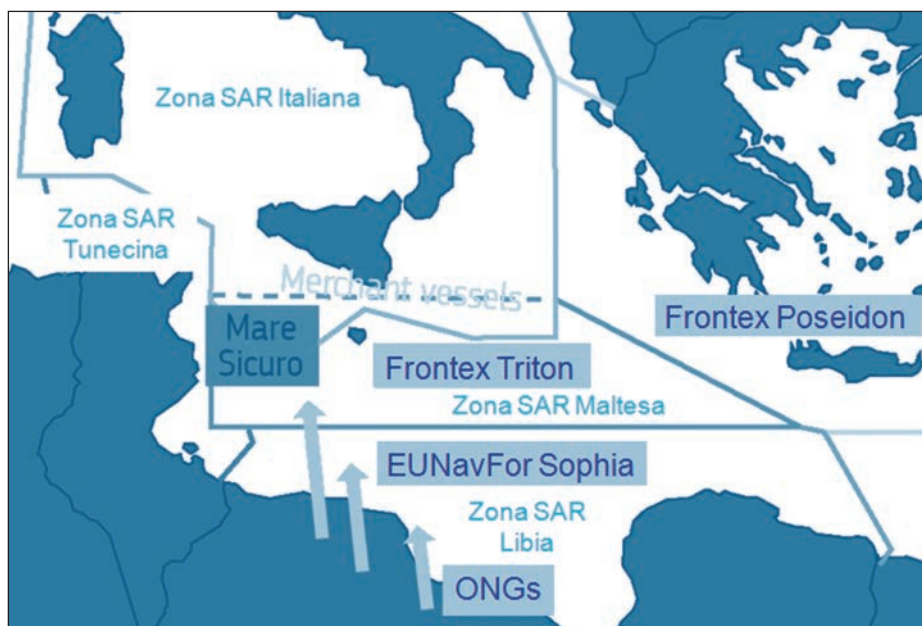 Zona SAR Italiana
Zona SAR
Tunecina
Merchant vessels
Mare
Sicuro
Frontex Poseidon
Frontex Triton
Zona SAR Maltesa
EUNavFor Sophia
Zona SAR
Libia
ONGs